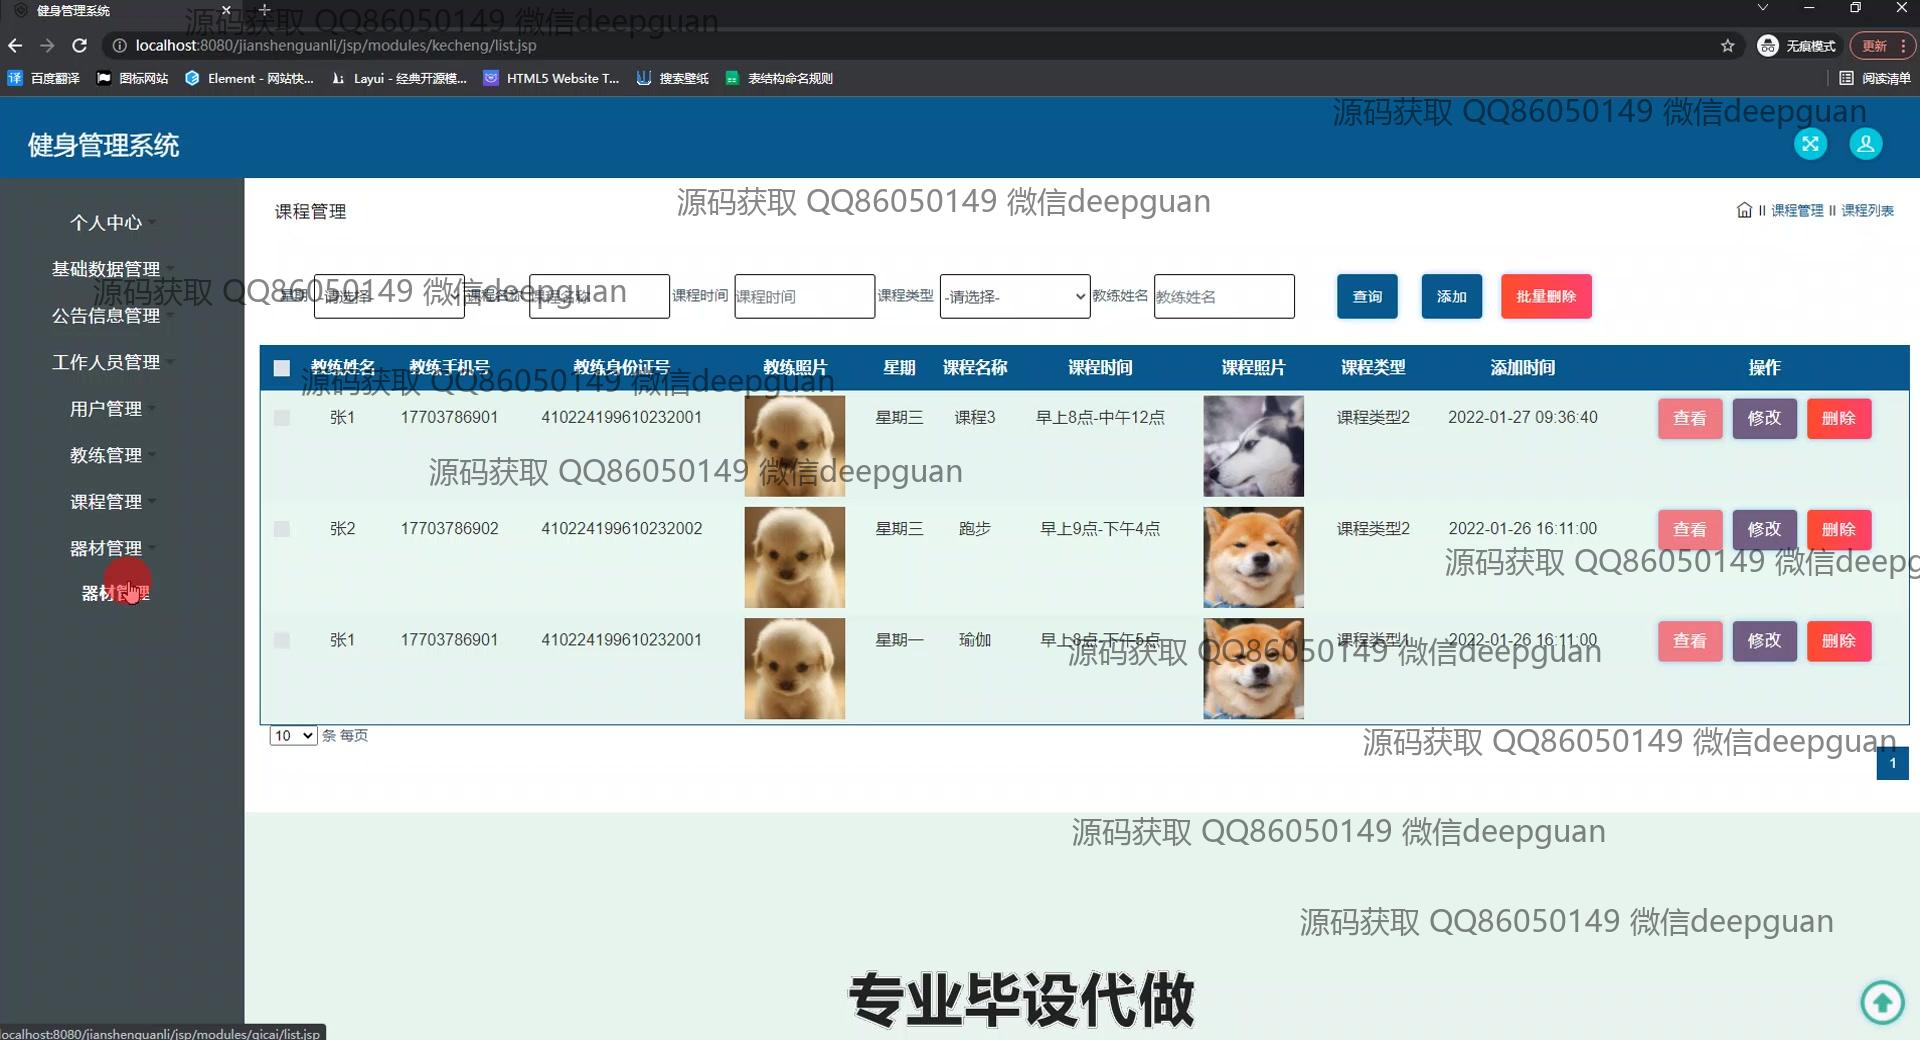 健身管理系统
源码获取 QQ86050149 微信deepguan
localhost:8080/jianshenguanli/jsp/modules/kecheng/list.jsp
无痕模式
更新
百度翻译
图标网站
Element - 网站快...
Layui - 经典开源模...
HTML5 Website T...
搜索壁纸
表结构命名规则
阅读清单
源码获取 QQ86050149 微信deepguan
健身管理系统
个人中心
基础数据管理
公告信息管理
工作人员管理
用户管理
教练管理
课程管理
器材管理
器材管理
源码获取 QQ86050149 微信deepguan
课程管理
课程管理 课程列表
源码获取 QQ86050149 微信deepguan
星期 -请选择- 课程名称 课程名称 课程时间 课程时间 课程类型 -请选择- 教练姓名 教练姓名 查询 添加 批量删除
教练姓名 教练手机号 教练身份证号 教练照片 星期 课程名称 课程时间 课程照片 课程类型 添加时间 操作
源码获取 QQ86050149 微信deepguan
张1 17703786901 410224199610232001 星期三 课程3 早上8点-中午12点 课程类型2 2022-01-27 09:36:40 查看 修改 删除
源码获取 QQ86050149 微信deepguan
张2 17703786902 410224199610232002 星期三 跑步 早上9点-下午4点 课程类型2 2022-01-26 16:11:00 查看 修改 删除
源码获取 QQ86050149 微信deepg
张1 17703786901 410224199610232001 星期一 瑜伽 早上8点-下午5点 课程类型1 2022-01-26 16:11:00 查看 修改 删除
源码获取 QQ86050149 微信deepguan
10 条 每页
源码获取 QQ86050149 微信deepguan
1
源码获取 QQ86050149 微信deepguan
源码获取 QQ86050149 微信deepguan
专业毕设代做
localhost:8080/jianshenguanli/jsp/modules/qicai/list.jsp